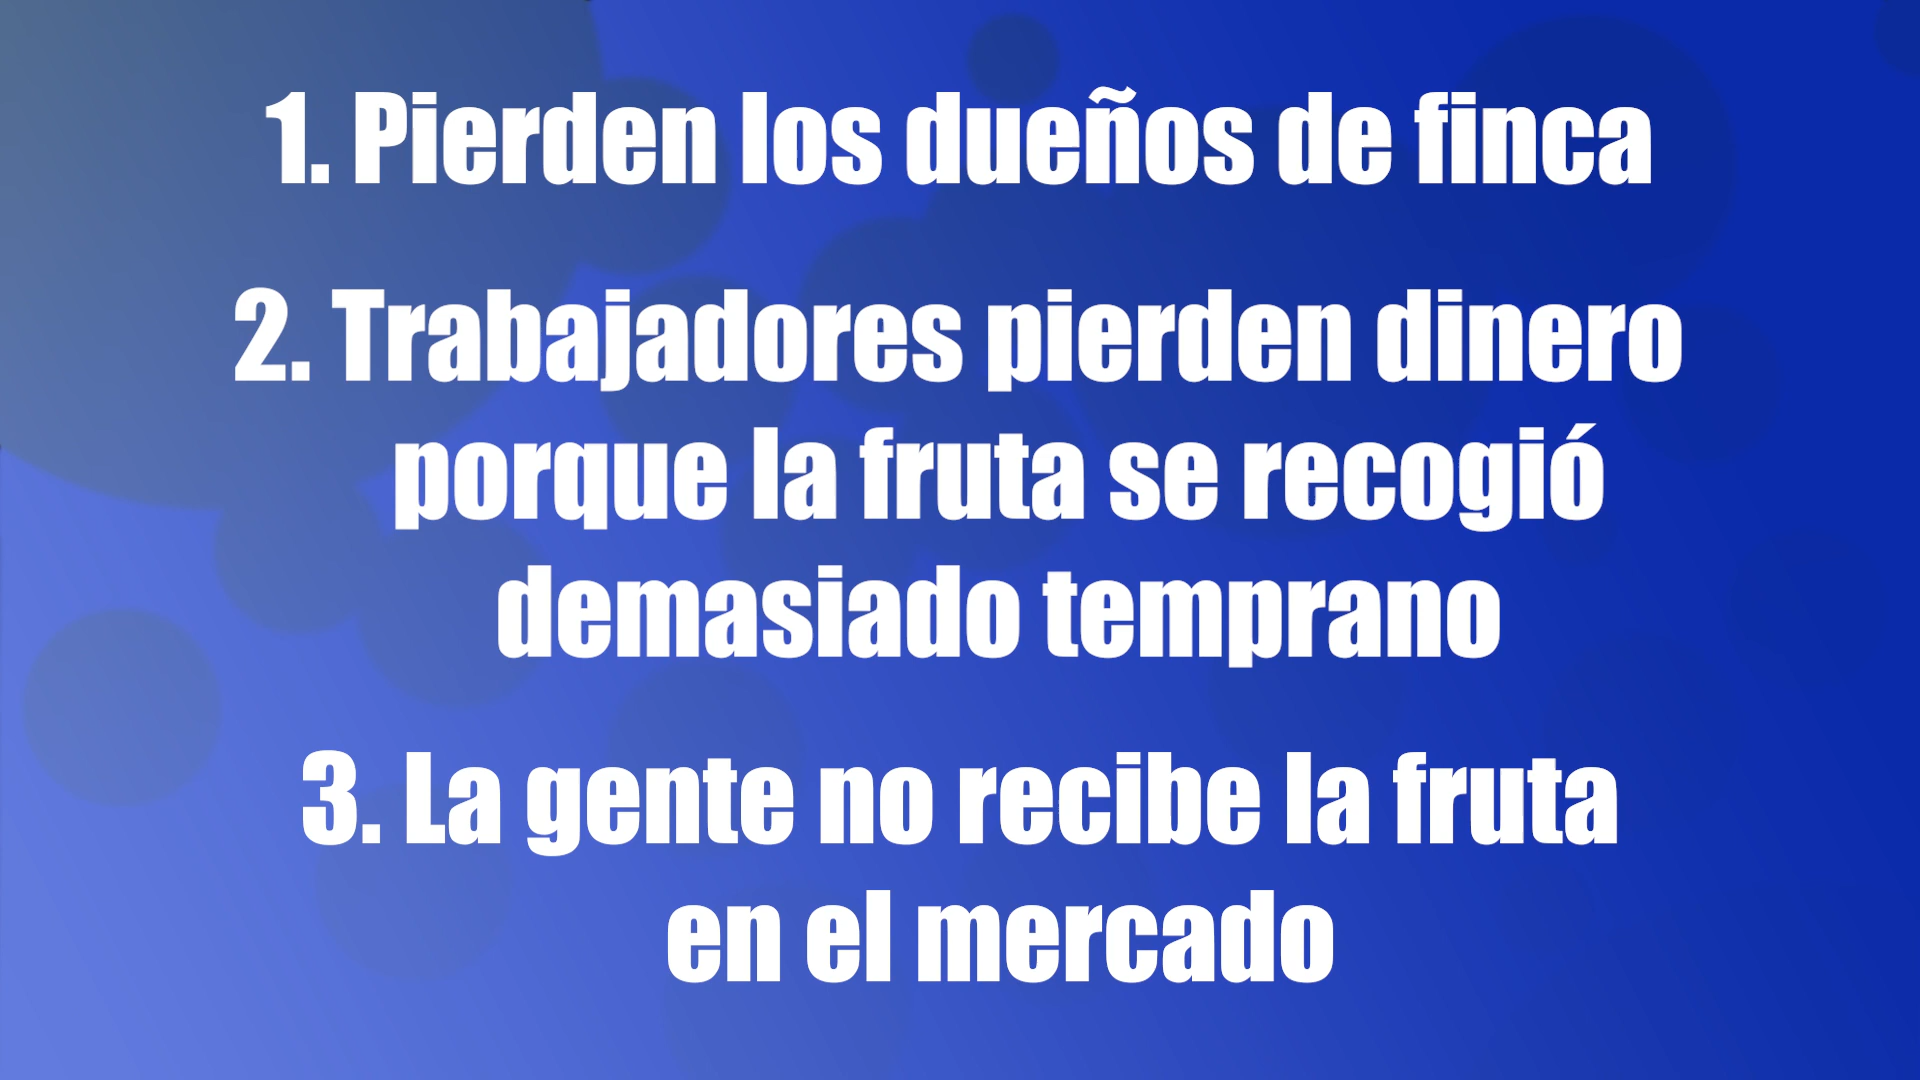 1. Pierden los dueños de finca
2. Trabajadores pierden dinero
porque la fruta se recogió
demasiado temprano
3. La gente no recibe la fruta
en el mercado